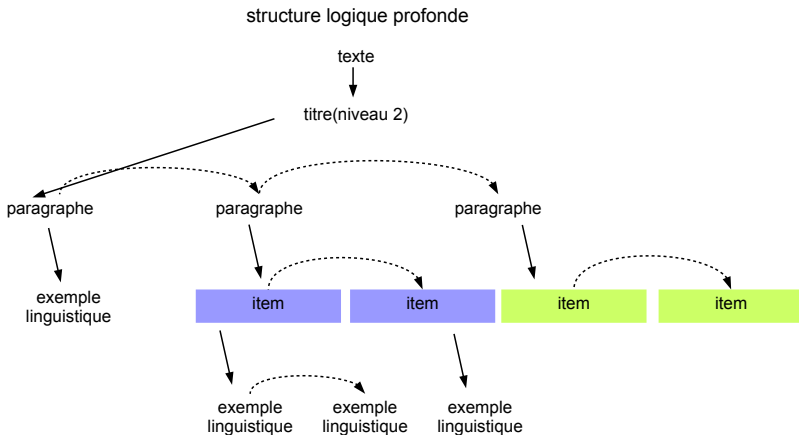 structure logique profonde
texte
titre(niveau 2)
paragraphe
paragraphe
paragraphe
exemple
linguistique
item
item
item
item
exemple
linguistique
exemple
linguistique
exemple
linguistique